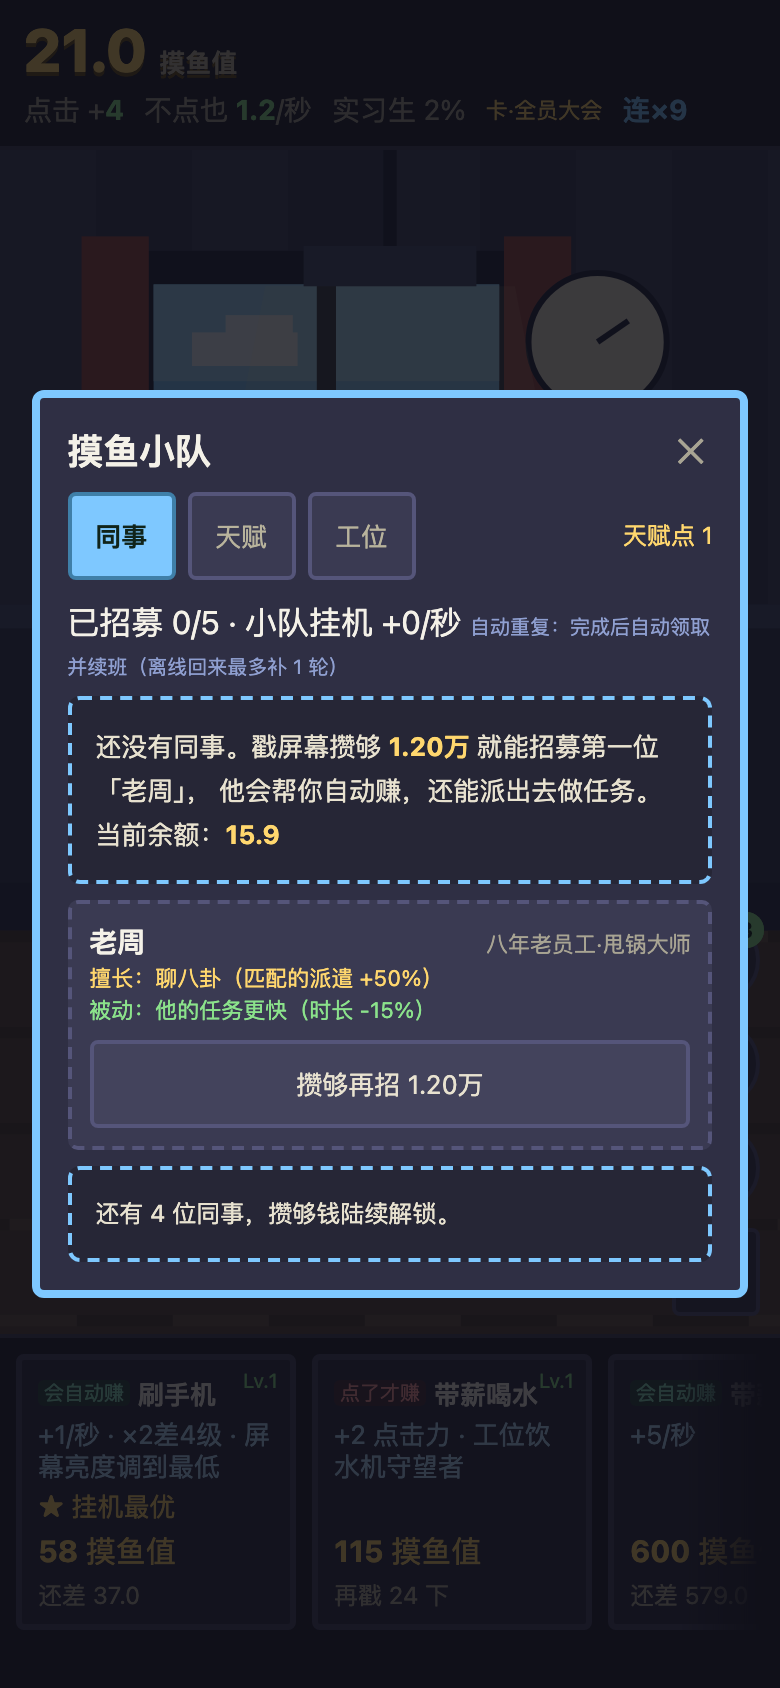 21.0 摸鱼值
点击 +4 不点也 1.2/秒 实习生 2% 卡·全员大会 连×9
摸鱼小队
同事 天赋 工位 天赋点 1
已招募 0/5 · 小队挂机 +0/秒 自动重复：完成后自动领取
并续班（离线回来最多补 1 轮）
还没有同事。戳屏幕攒够 1.20万 就能招募第一位
「老周」， 他会帮你自动赚，还能派出去做任务。
当前余额：15.9
老周 八年老员工·甩锅大师
擅长：聊八卦（匹配的派遣 +50%）
被动：他的任务更快（时长 -15%）
攒够再招 1.20万
还有 4 位同事，攒够钱陆续解锁。
会自动赚 刷手机 Lv.1
+1/秒 · ×2差4级 · 屏
幕亮度调到最低
★ 挂机最优
58 摸鱼值
还差 37.0
点了才赚 带薪喝水 Lv.1
+2 点击力 · 工位饮
水机守望者
115 摸鱼值
再戳 24 下
会自动赚 带
+5/秒
600 摸鱼
还差 579.0